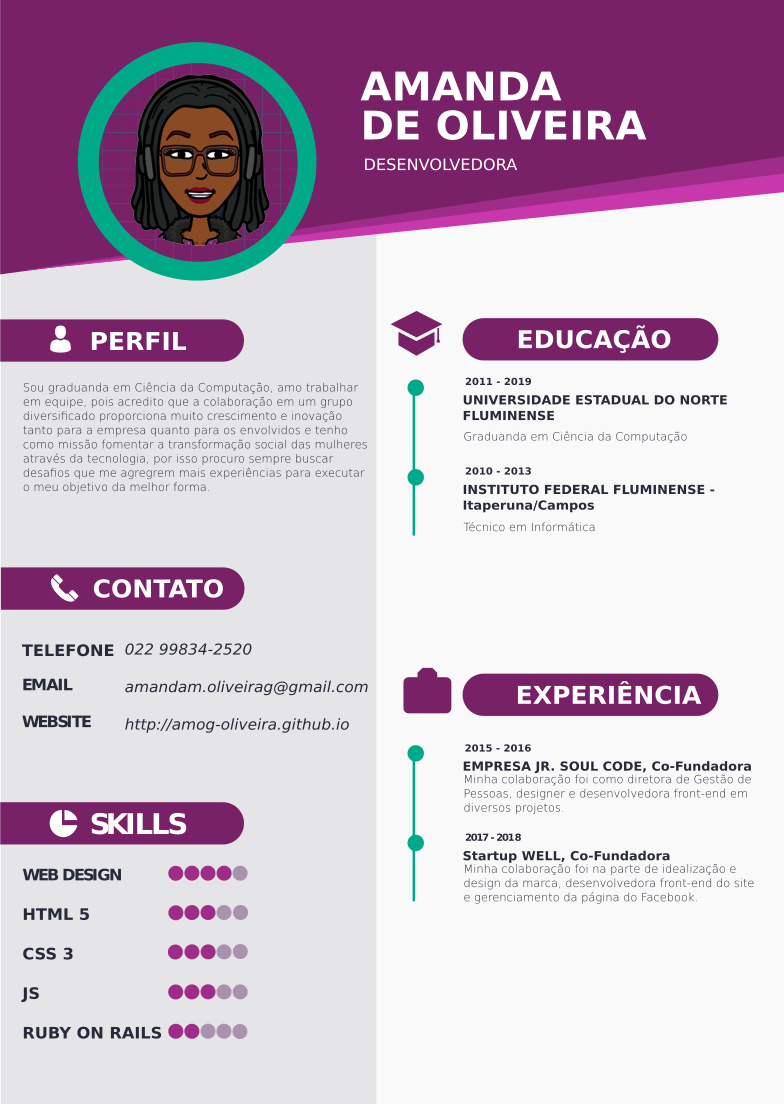 AMANDA
DE OLIVEIRA
DESENVOLVEDORA
PERFIL
Sou graduanda em Ciência da Computação, amo trabalhar
em equipe, pois acredito que a colaboração em um grupo
diversificado proporciona muito crescimento e inovação
tanto para a empresa quanto para os envolvidos e tenho
como missão fomentar a transformação social das mulheres
através da tecnologia, por isso procuro sempre buscar
desafios que me agregrem mais experiências para executar
o meu objetivo da melhor forma.
CONTATO
TELEFONE 022 99834-2520
EMAIL amandam.oliveirag@gmail.com
WEBSITE http://amog-oliveira.github.io
SKILLS
WEB DESIGN
HTML 5
CSS 3
JS
RUBY ON RAILS
EDUCAÇÃO
2011 - 2019
UNIVERSIDADE ESTADUAL DO NORTE
FLUMINENSE
Graduanda em Ciência da Computação
2010 - 2013
INSTITUTO FEDERAL FLUMINENSE -
Itaperuna/Campos
Técnico em Informática
EXPERIÊNCIA
2015 - 2016
EMPRESA JR. SOUL CODE, Co-Fundadora
Minha colaboração foi como diretora de Gestão de
Pessoas, designer e desenvolvedora front-end em
diversos projetos.
2017 - 2018
Startup WELL, Co-Fundadora
Minha colaboração foi na parte de idealização e
design da marca, desenvolvedora front-end do site
e gerenciamento da página do Facebook.